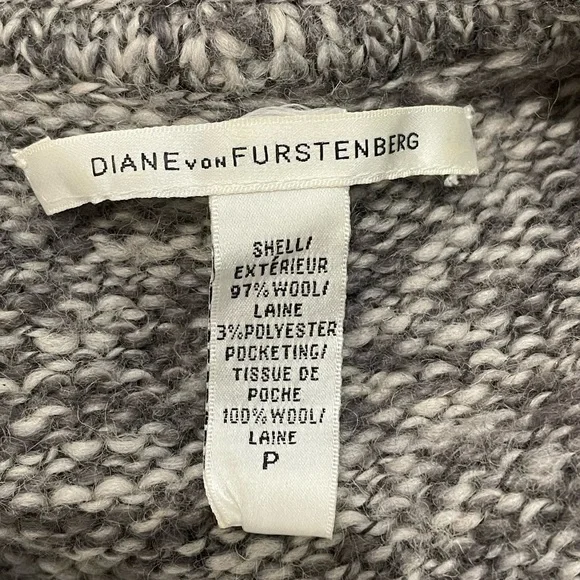 DIANE VON FURSTENBERG
SHELL/
EXTÉRIEUR
97% WOOL/
LAINE
3% POLYESTER
POCKETING/
TISSUE DE
POCHE
100% WOOL/
LAINE
P